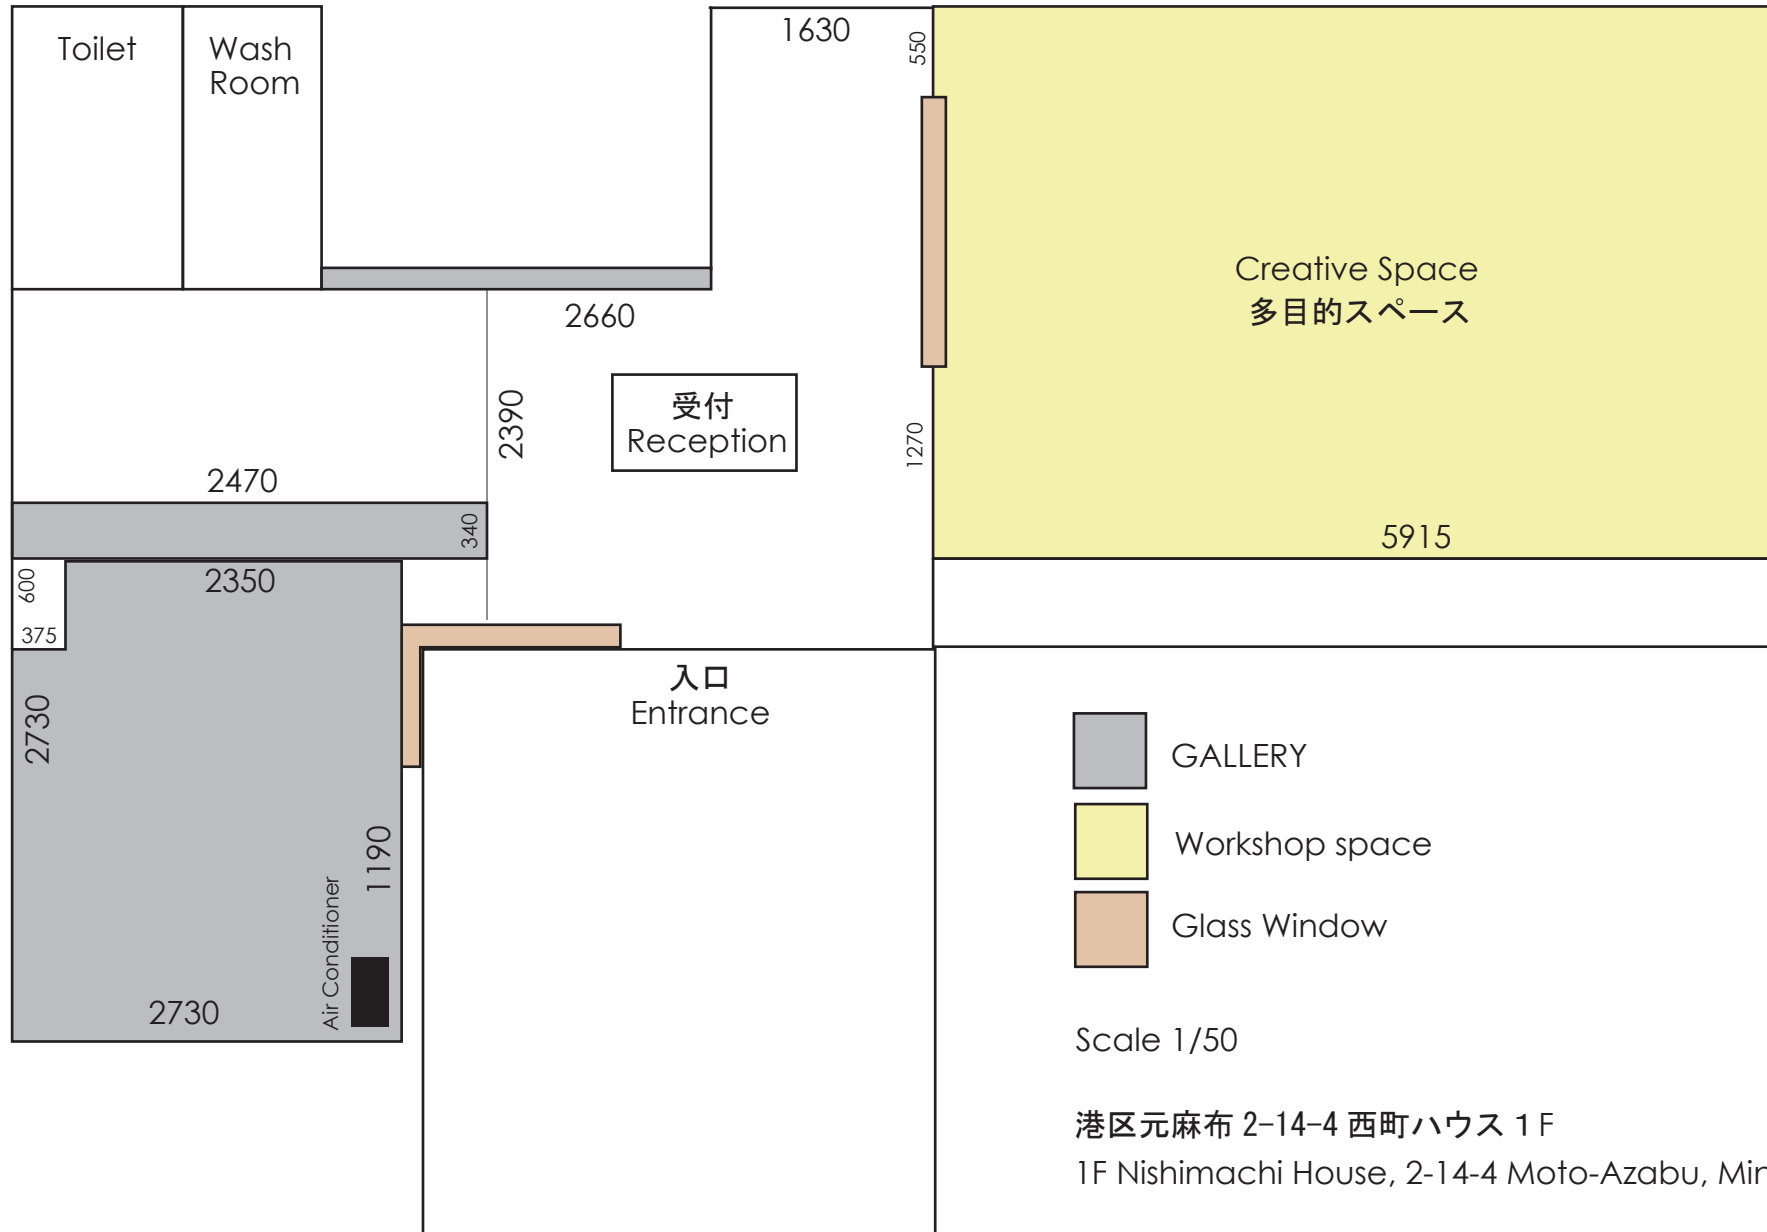 Toilet
Wash
Room
1630
550
Creative Space
多目的スペース
2660
2390
受付
Reception
1270
2470
340
5915
600
2350
375
入口
Entrance
2730
GALLERY
1190
Workshop space
Air Conditioner
Glass Window
2730
Scale 1/50
港区元麻布 2-14-4 西町ハウス 1 F
1F Nishimachi House, 2-14-4 Moto-Azabu,